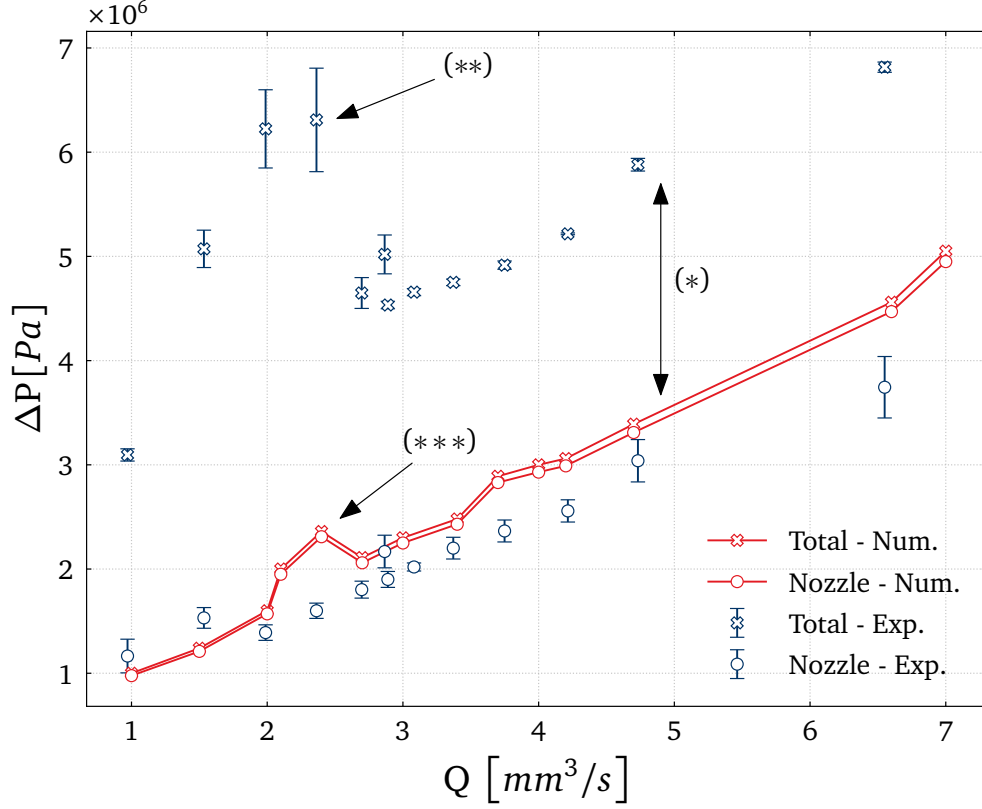 ×10⁶
7
6
5
4
3
2
1
ΔP[Pa]
(**)
(*)
(***)
Total - Num.
Nozzle - Num.
Total - Exp.
Nozzle - Exp.
1 2 3 4 5 6 7
Q [mm³/s]